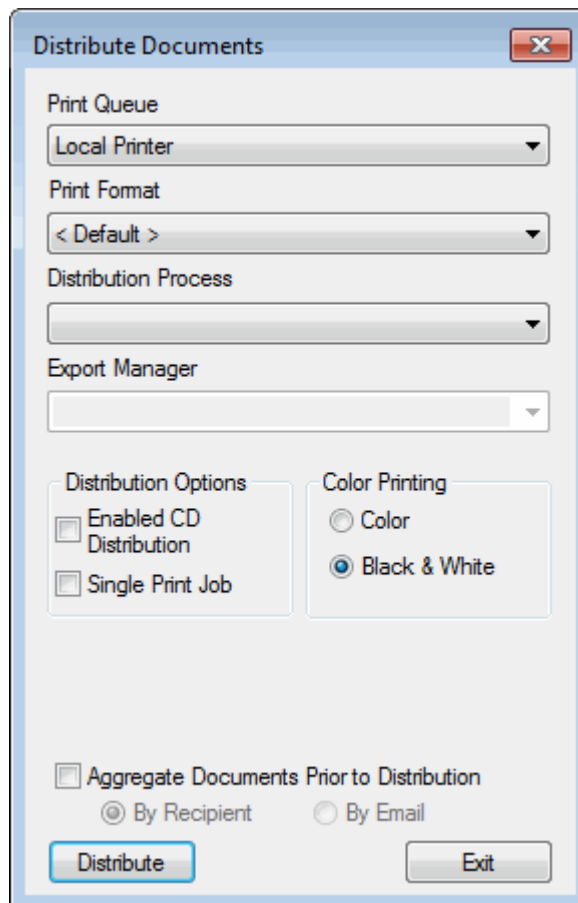 Distribute Documents
Print Queue
Local Printer
Print Format
< Default >
Distribution Process
Export Manager
Distribution Options
Enabled CD
Distribution
Single Print Job
Color Printing
Color
Black & White
Aggregate Documents Prior to Distribution
By Recipient
By Email
Distribute
Exit